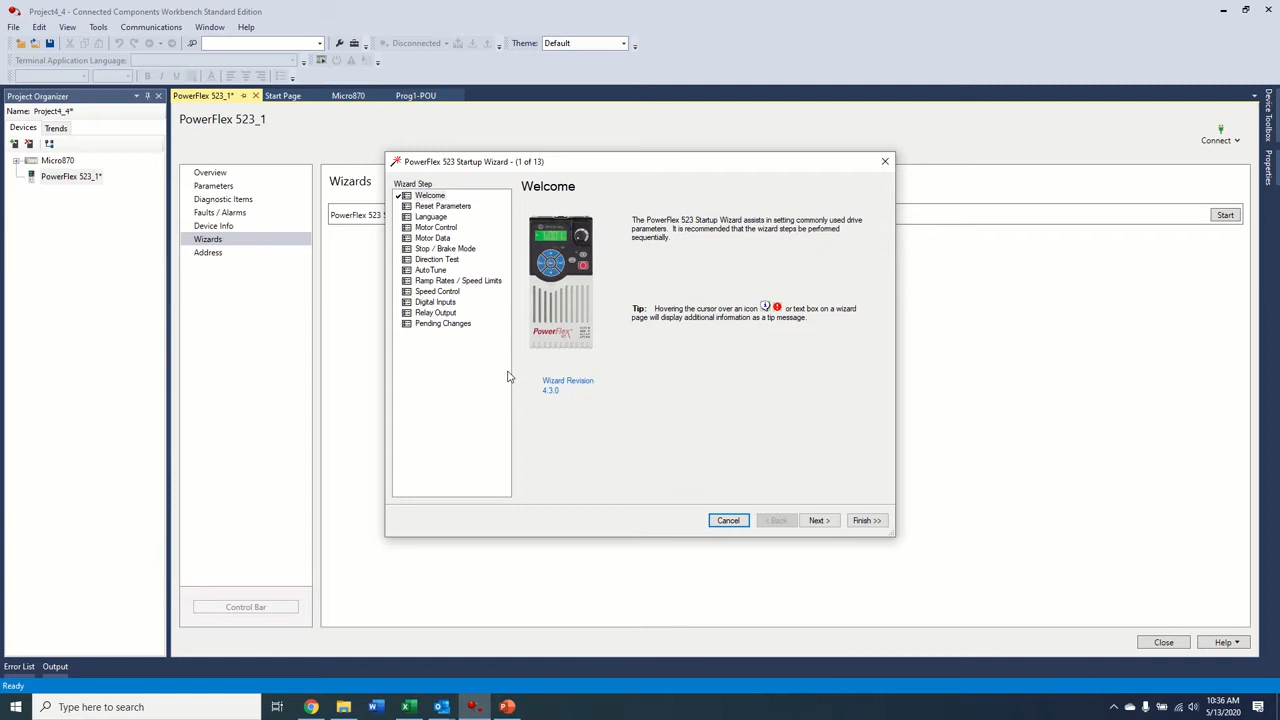 Project4_4 - Connected Components Workbench Standard Edition
File Edit View Tools Communications Window Help
Disconnected Theme: Default
Terminal Application Language:
B I U
Project Organizer
PowerFlex 523_1* Start Page Micro870 Prog1-POU
Name: Project4_4*
PowerFlex 523_1
Devices Trends
Micro870
PowerFlex 523_1*
Connect
Device Toolbox
Properties
Overview
Parameters
Diagnostic Items
Faults / Alarms
Device Info
Wizards
Address
Control Bar
Wizards
PowerFlex 523
Start
PowerFlex 523 Startup Wizard - (1 of 13)
Wizard Step
Welcome
Reset Parameters
Language
Motor Control
Motor Data
Stop / Brake Mode
Direction Test
AutoTune
Ramp Rates / Speed Limits
Speed Control
Digital Inputs
Relay Output
Pending Changes
Welcome
PowerFlex
The PowerFlex 523 Startup Wizard assists in setting commonly used drive
parameters. It is recommended that the wizard steps be performed
sequentially.
Tip: Hovering the cursor over an icon or text box on a wizard
page will display additional information as a tip message.
Wizard Revision
4.3.0
Cancel < Back Next > Finish >>
Close Help
Error List Output
Ready
Type here to search
10:36 AM
5/13/2020